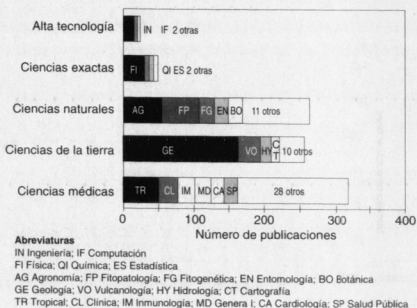 Alta tecnología IN IF 2 otras
Ciencias exactas FI QI ES 2 otras
Ciencias naturales AG FP FG EN BO 11 otros
Ciencias de la tierra GE VO HY CT 10 otros
Ciencias médicas TR CL IM MD CA SP 28 otros
0 100 200 300 400
Número de publicaciones
Abreviaturas
IN Ingeniería; IF Computación
FI Física; QI Química; ES Estadística
AG Agronomía; FP Fitopatología; FG Fitogenética; EN Entomología; BO Botánica
GE Geología; VO Vulcanología; HY Hidrología; CT Cartografía
TR Tropical; CL Clínica; IM Inmunología; MD Genera l; CA Cardiología; SP Salud Pública